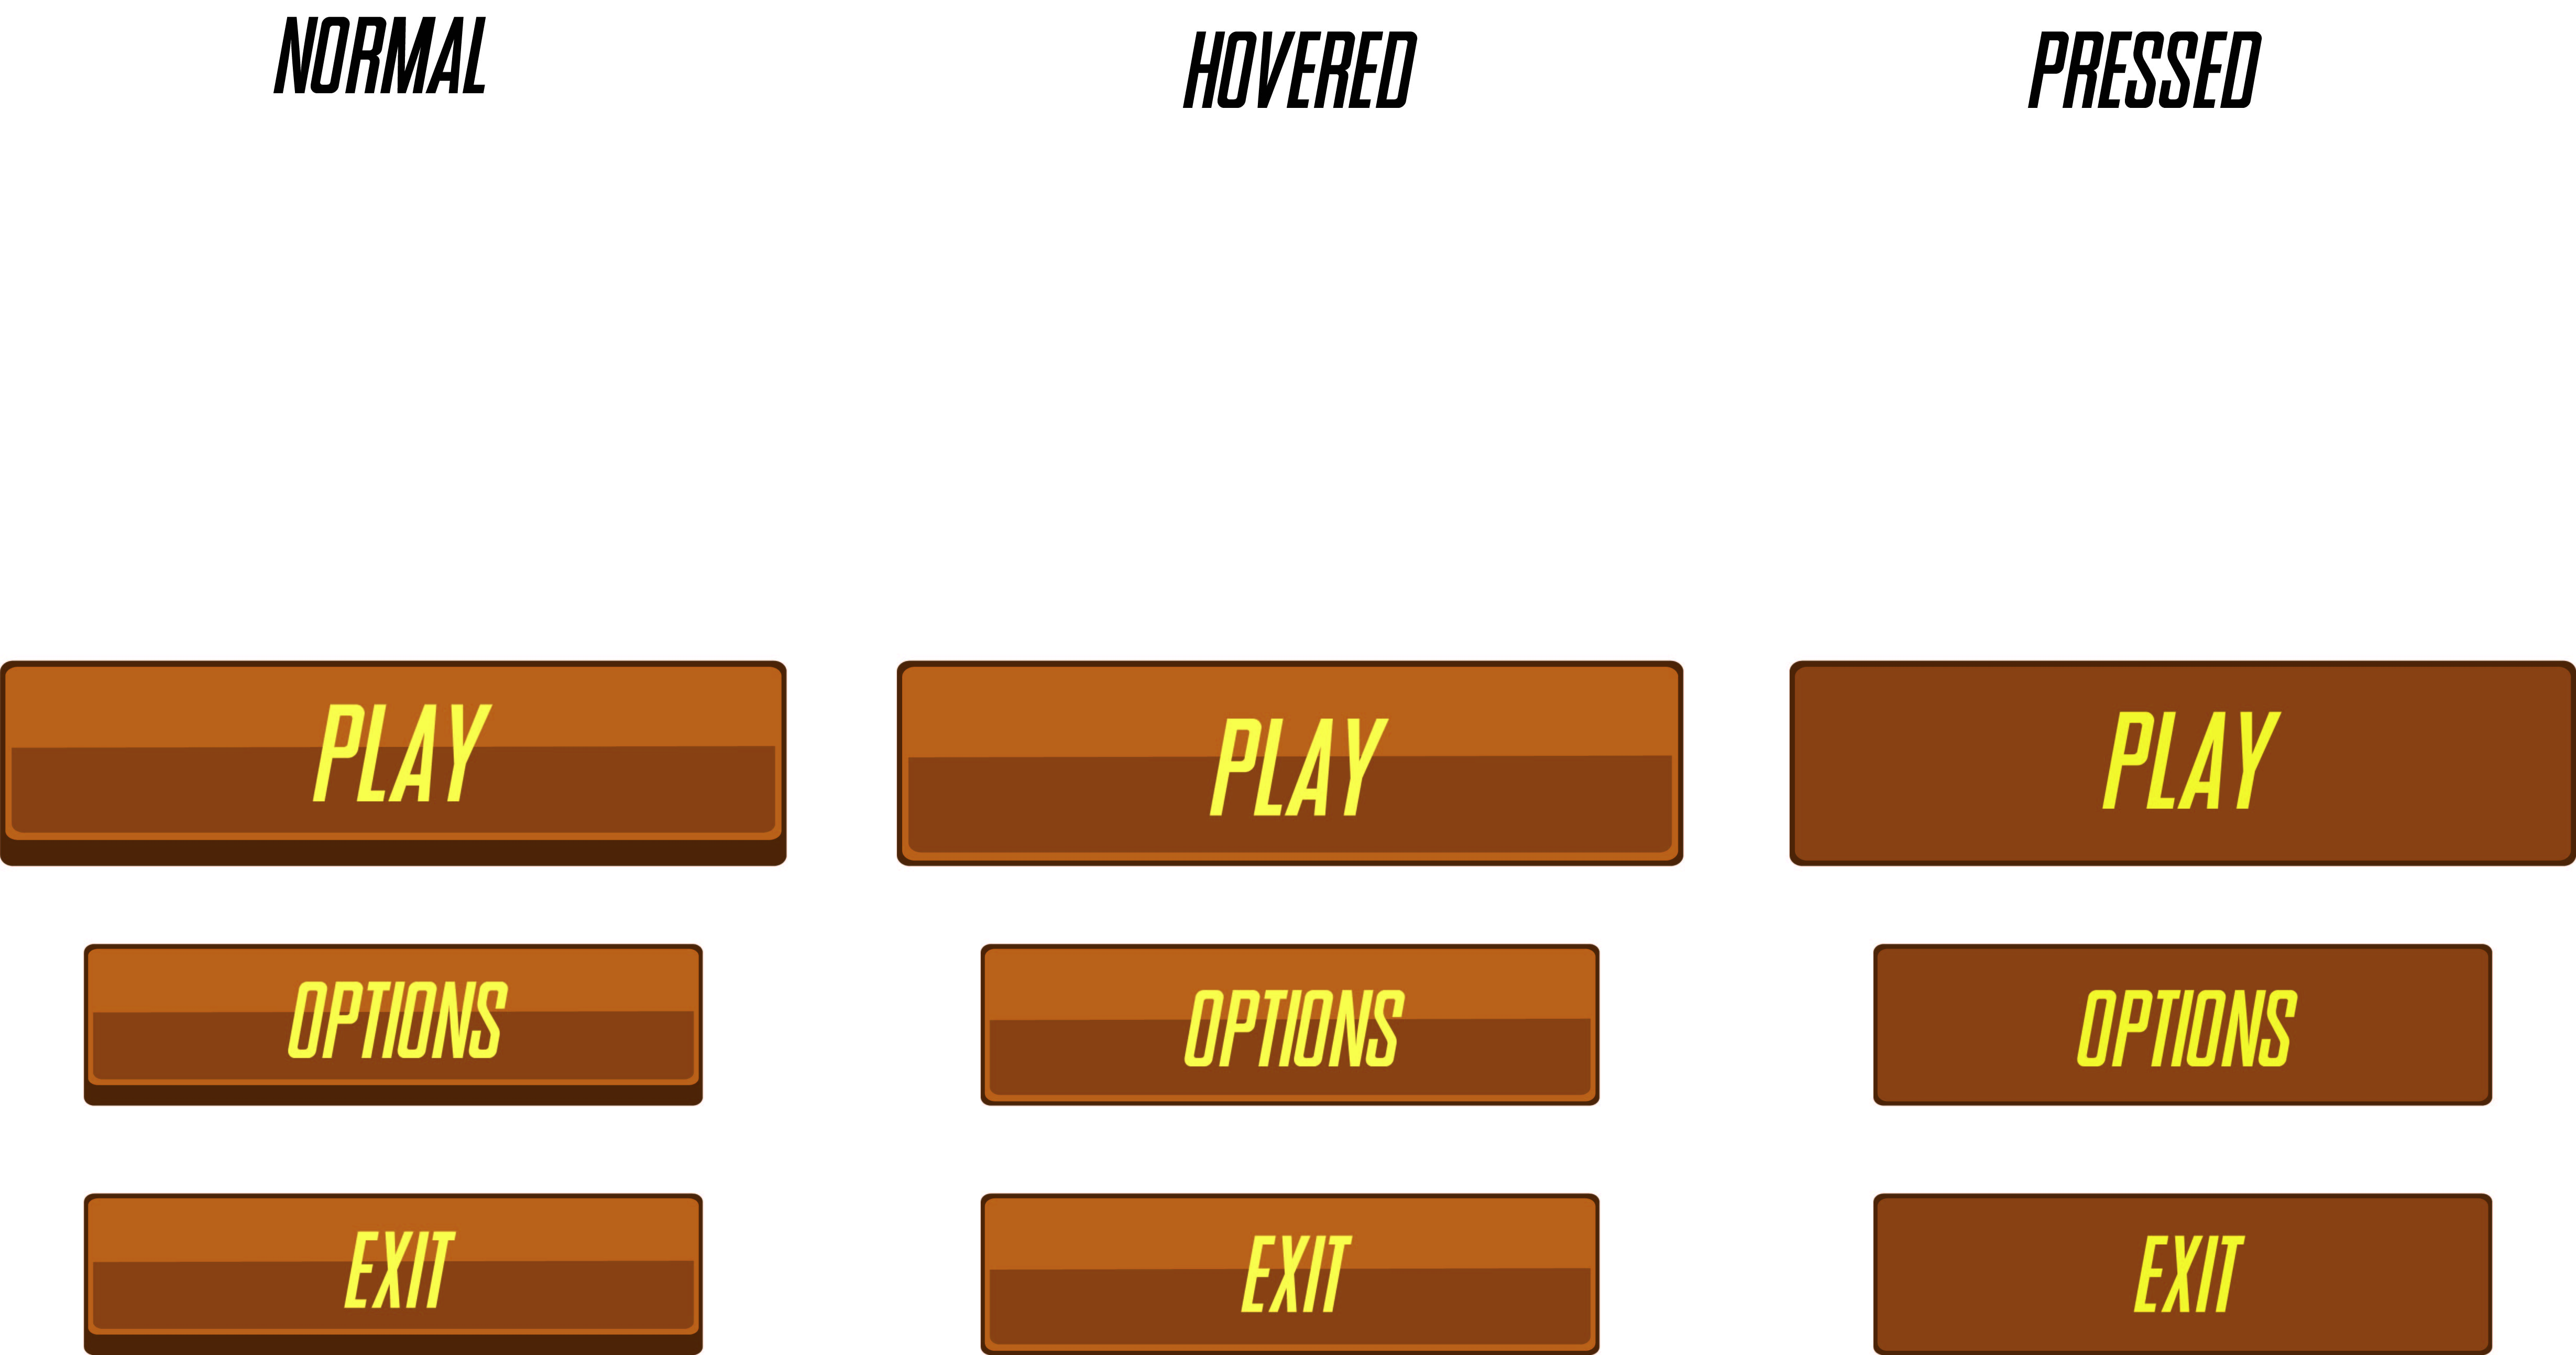 NORMAL HOVERED PRESSED
PLAY PLAY PLAY
OPTIONS OPTIONS OPTIONS
EXIT EXIT EXIT